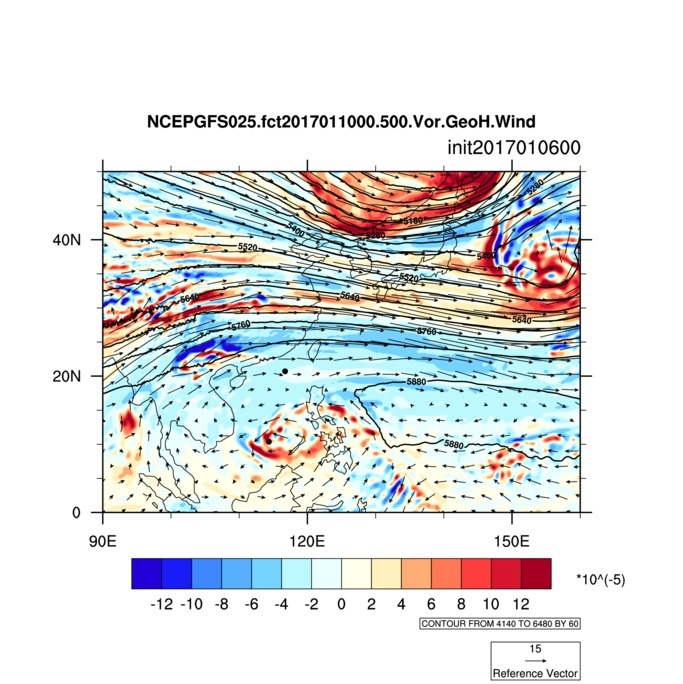 NCEPGFS025.fct2017011000.500.Vor.GeoH.Wind
init2017010600
5280
5400
5160
5280
40N
5520
5400
5520
5640
5640
5640
5760
5760
20N
5880
5880
0
90E 120E 150E
-12 -10 -8 -6 -4 -2 0 2 4 6 8 10 12
*10^(-5)
CONTOUR FROM 4140 TO 6480 BY 60
15
Reference Vector